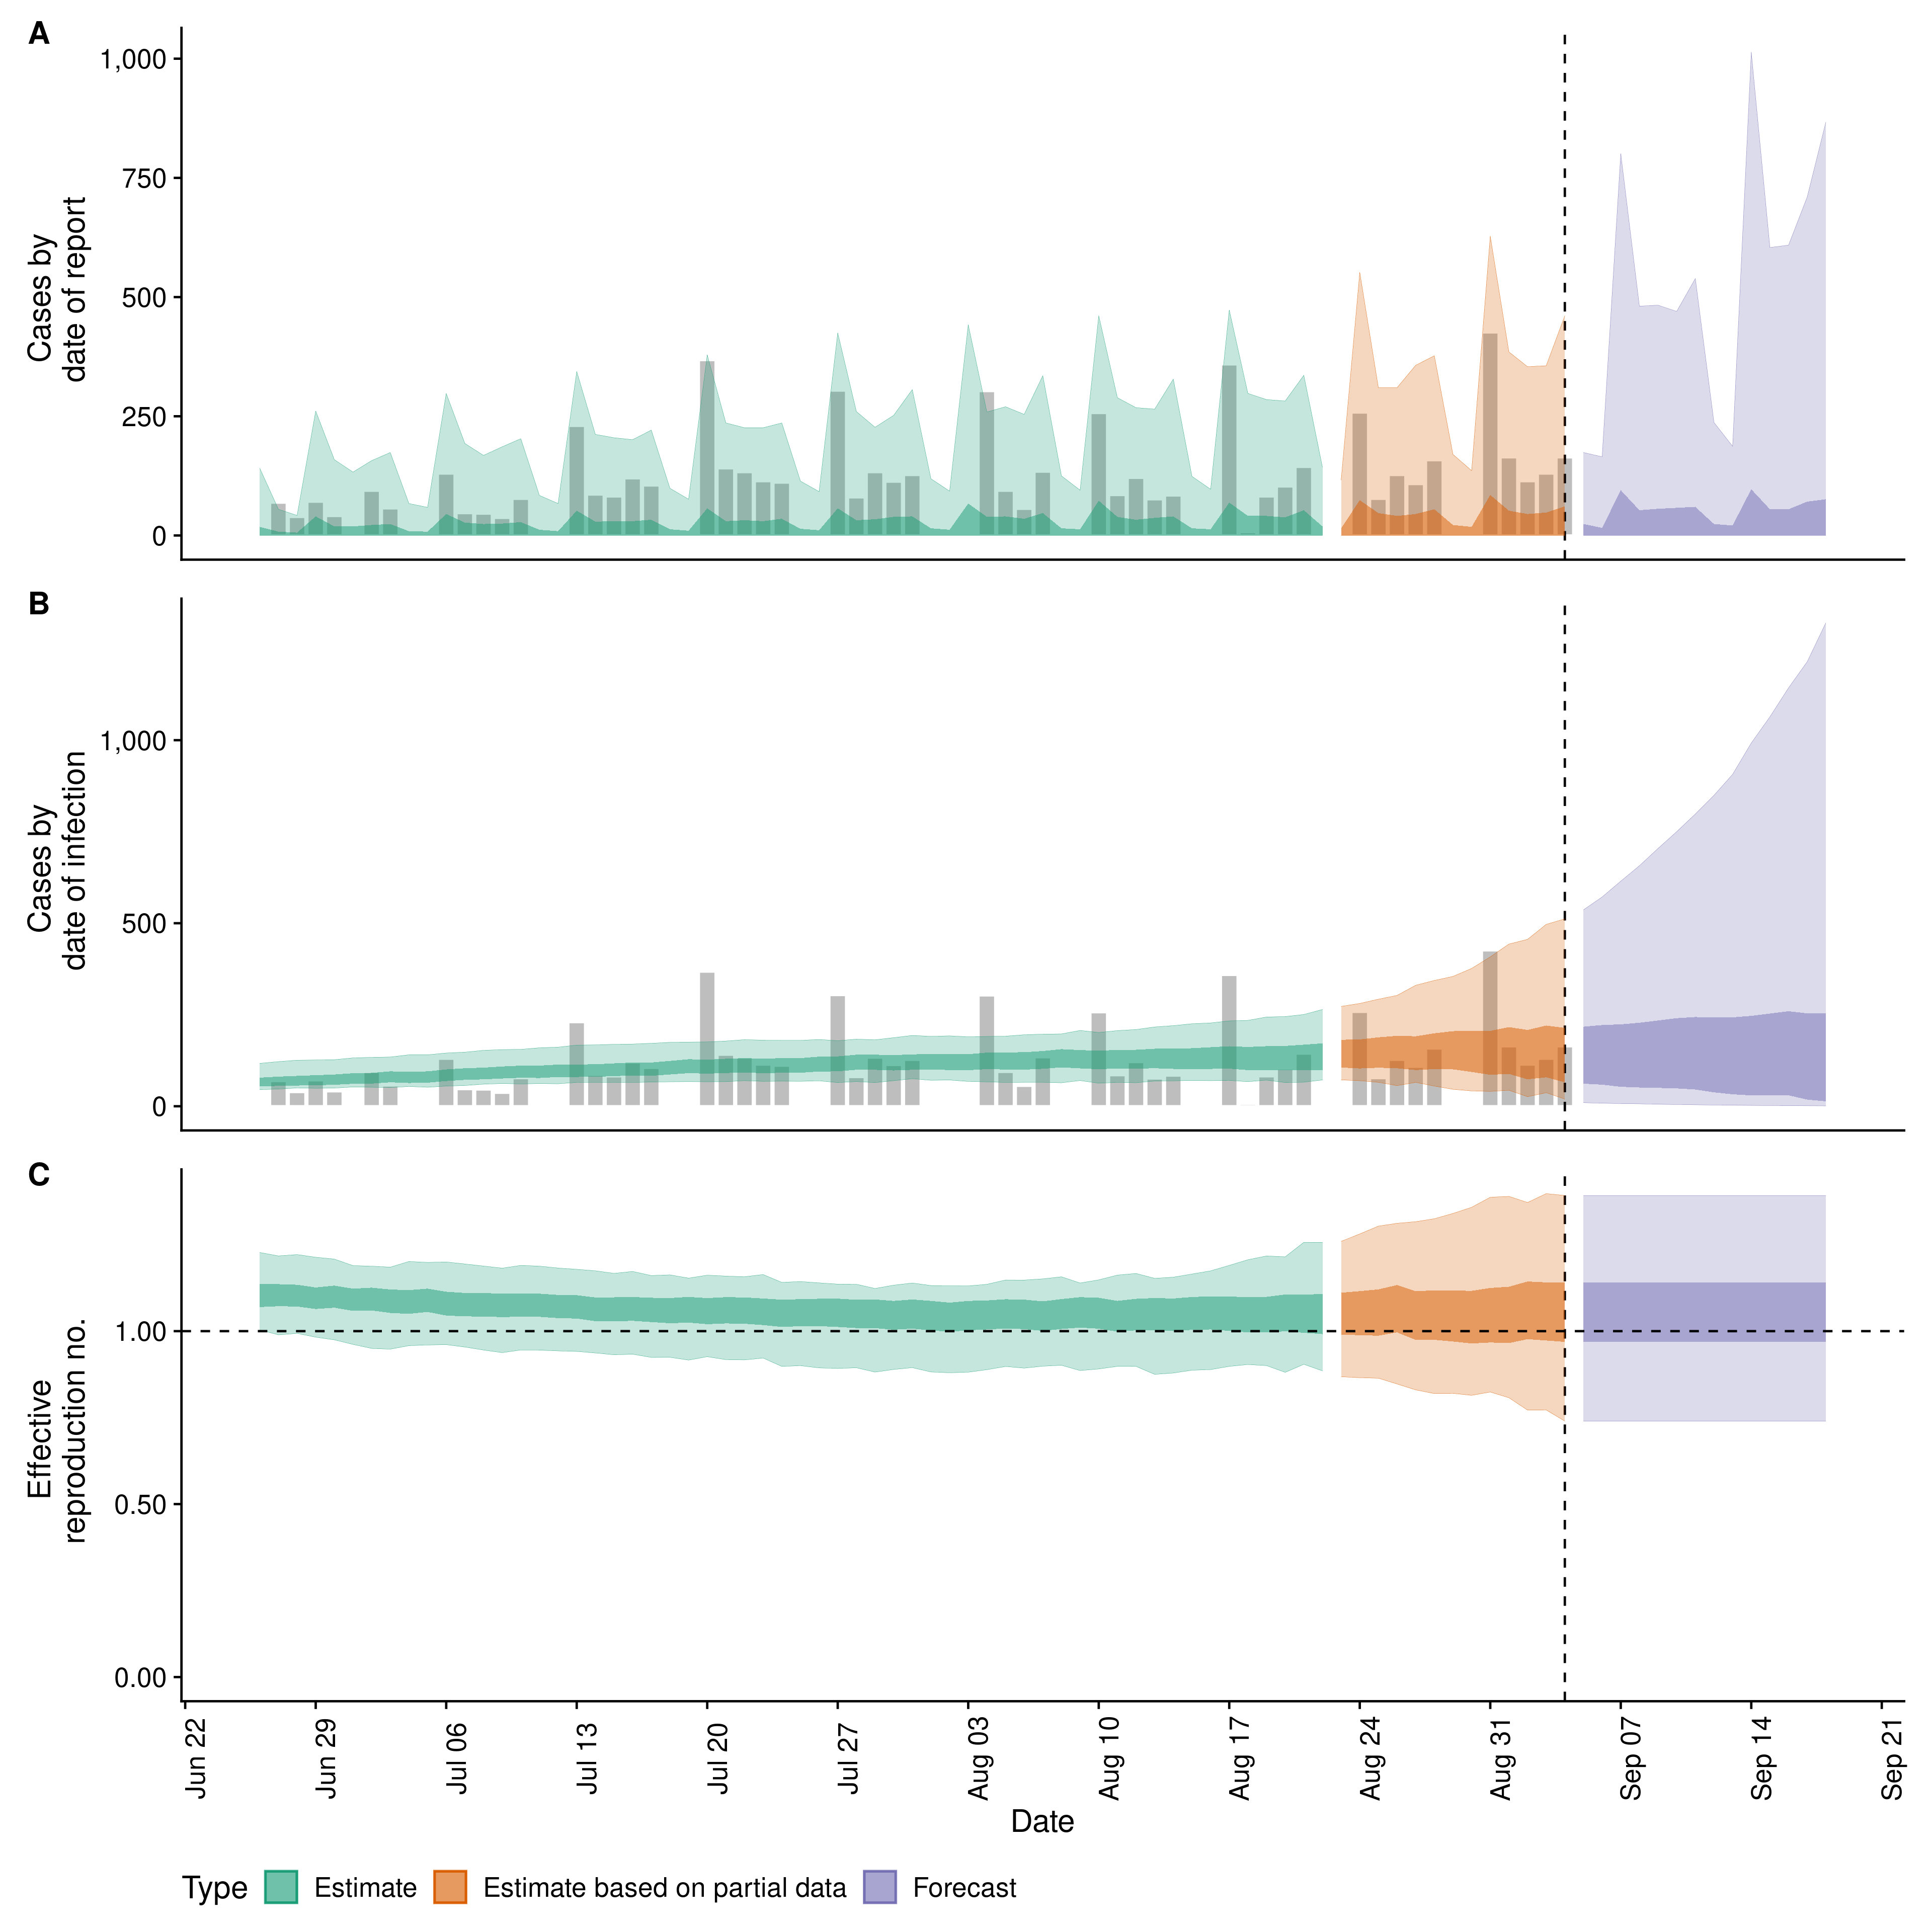 A
1,000
750
500
250
0
Cases by
date of report
B
1,000
500
0
Cases by
date of infection
C
1.00
0.50
0.00
Effective
reproduction no.
Jun 22
Jun 29
Jul 06
Jul 13
Jul 20
Jul 27
Aug 03
Aug 10
Aug 17
Aug 24
Aug 31
Sep 07
Sep 14
Sep 21
Date
Type Estimate Estimate based on partial data Forecast